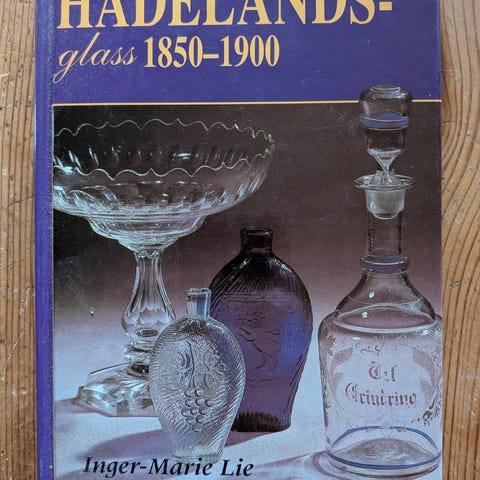 HADELANDS-
glass 1850–1900
Til
Erindring
Inger-Marie Lie